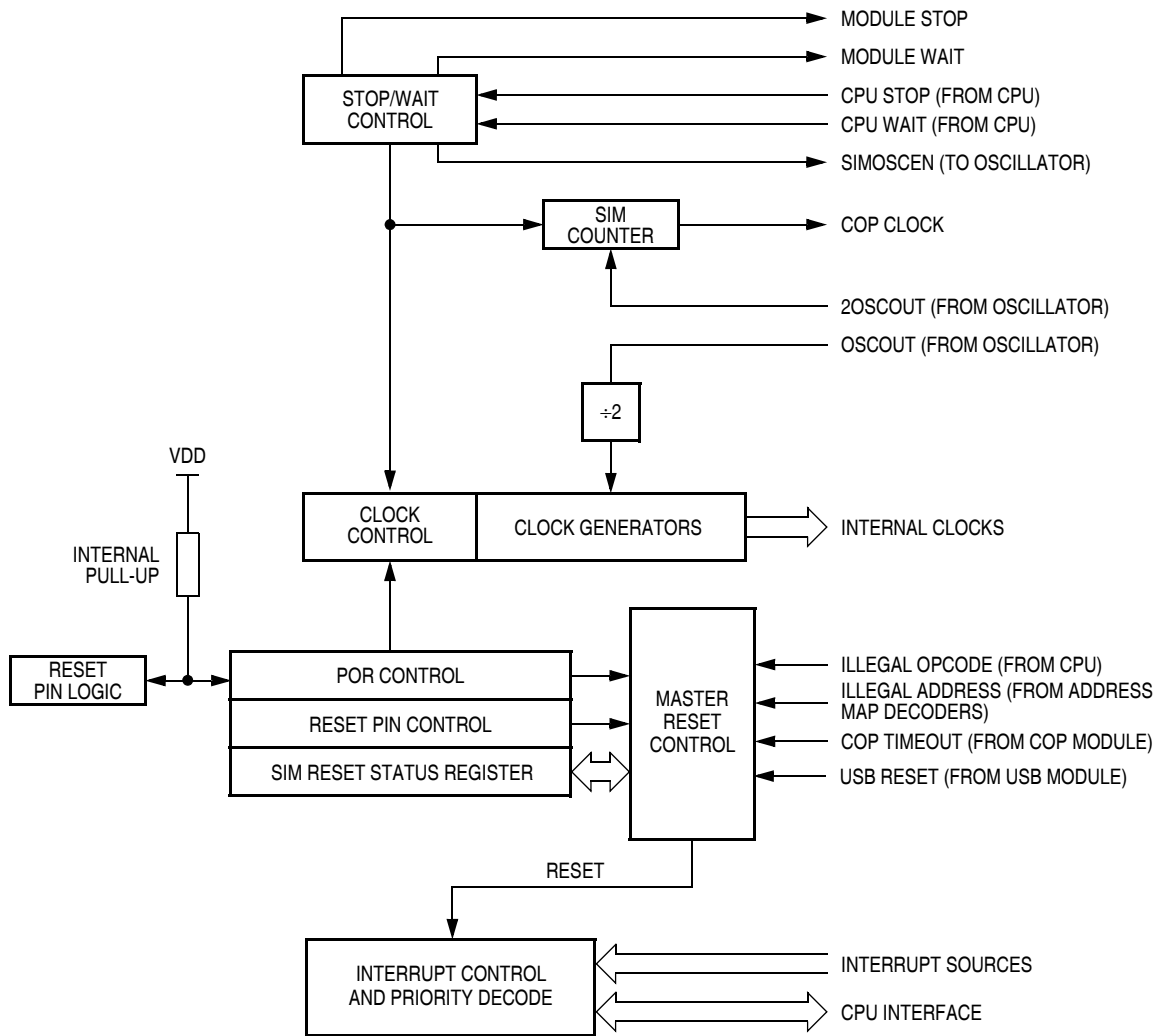 MODULE STOP
MODULE WAIT
STOP/WAIT
CONTROL
CPU STOP (FROM CPU)
CPU WAIT (FROM CPU)
SIMOSCEN (TO OSCILLATOR)
SIM
COUNTER
COP CLOCK
2OSCOUT (FROM OSCILLATOR)
OSCOUT (FROM OSCILLATOR)
÷2
VDD
CLOCK
CONTROL
CLOCK GENERATORS
INTERNAL CLOCKS
INTERNAL
PULL-UP
RESET
PIN LOGIC
POR CONTROL
RESET PIN CONTROL
SIM RESET STATUS REGISTER
MASTER
RESET
CONTROL
ILLEGAL OPCODE (FROM CPU)
ILLEGAL ADDRESS (FROM ADDRESS
MAP DECODERS)
COP TIMEOUT (FROM COP MODULE)
USB RESET (FROM USB MODULE)
RESET
INTERRUPT CONTROL
AND PRIORITY DECODE
INTERRUPT SOURCES
CPU INTERFACE